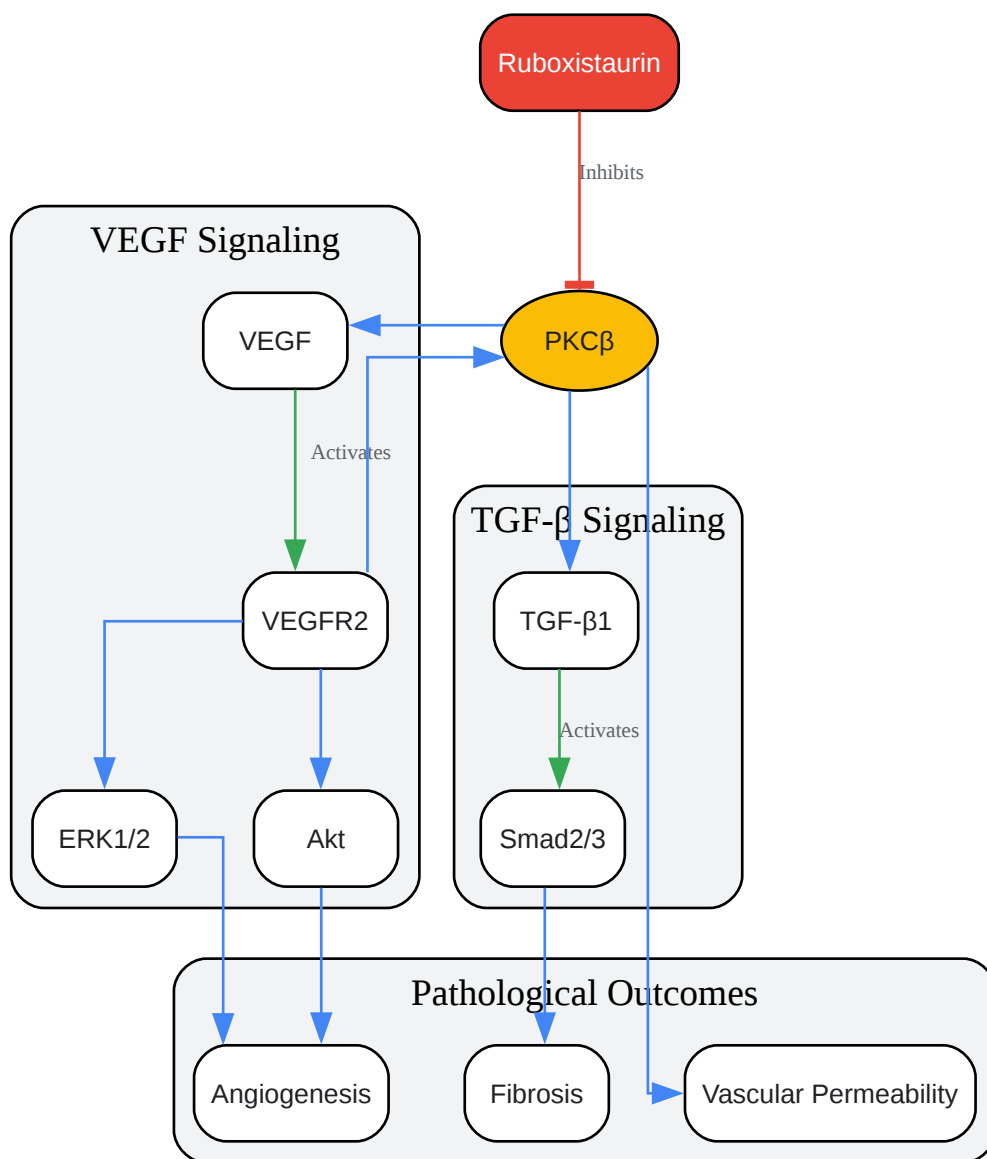 Ruboxistaurin
Inhibits
VEGF Signaling
VEGF
PKCβ
Activates
TGF-β Signaling
VEGFR2
TGF-β1
Activates
ERK1/2
Akt
Smad2/3
Pathological Outcomes
Angiogenesis
Fibrosis
Vascular Permeability